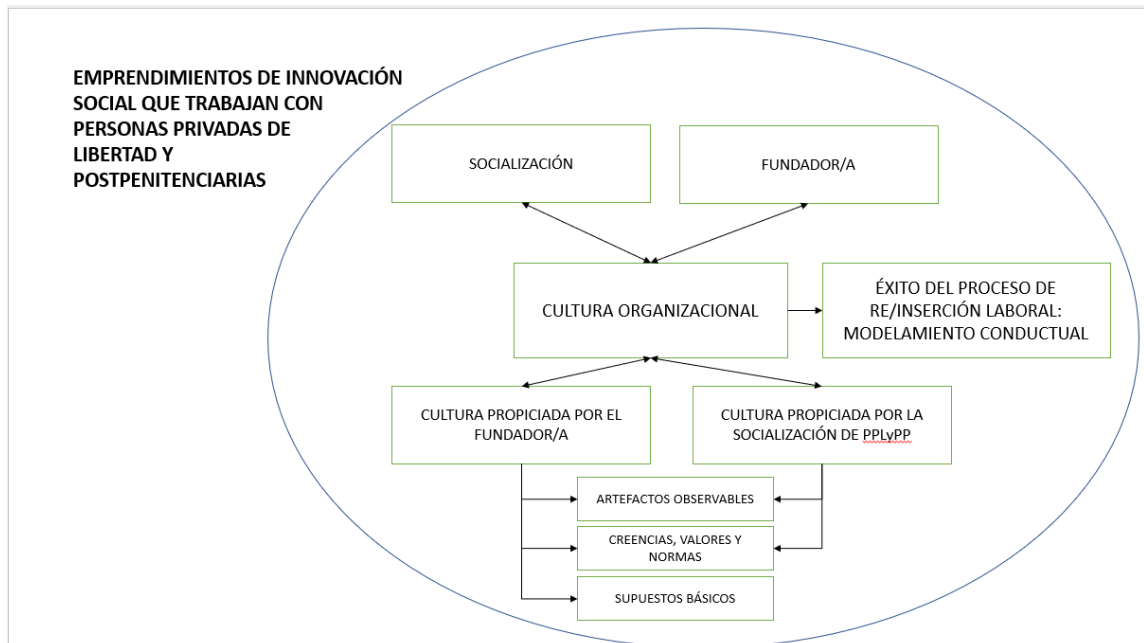 EMPRENDIMIENTOS DE INNOVACIÓN
SOCIAL QUE TRABAJAN CON
PERSONAS PRIVADAS DE
LIBERTAD Y
POSTPENITENCIARIAS
SOCIALIZACIÓN
FUNDADOR/A
CULTURA ORGANIZACIONAL
ÉXITO DEL PROCESO DE
RE/INSERCIÓN LABORAL:
MODELAMIENTO CONDUCTUAL
CULTURA PROPICIADA POR EL
FUNDADOR/A
CULTURA PROPICIADA POR LA
SOCIALIZACIÓN DE PPLyPP
ARTEFACTOS OBSERVABLES
CREENCIAS, VALORES Y
NORMAS
SUPUESTOS BÁSICOS